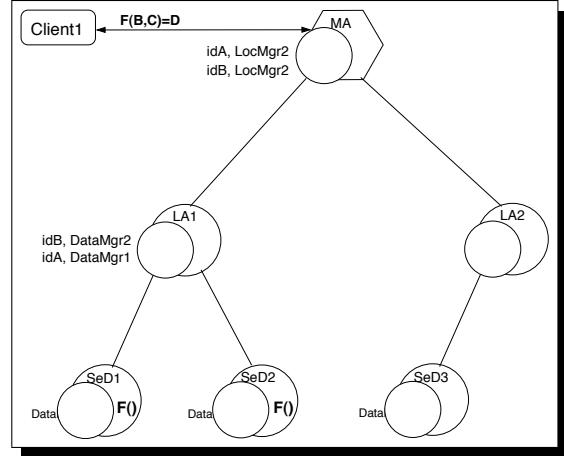 Client1
F(B,C)=D
MA
idA, LocMgr2
idB, LocMgr2
LA1
LA2
idB, DataMgr2
idA, DataMgr1
SeD1
SeD2
SeD3
Data
F()
Data
F()
Data